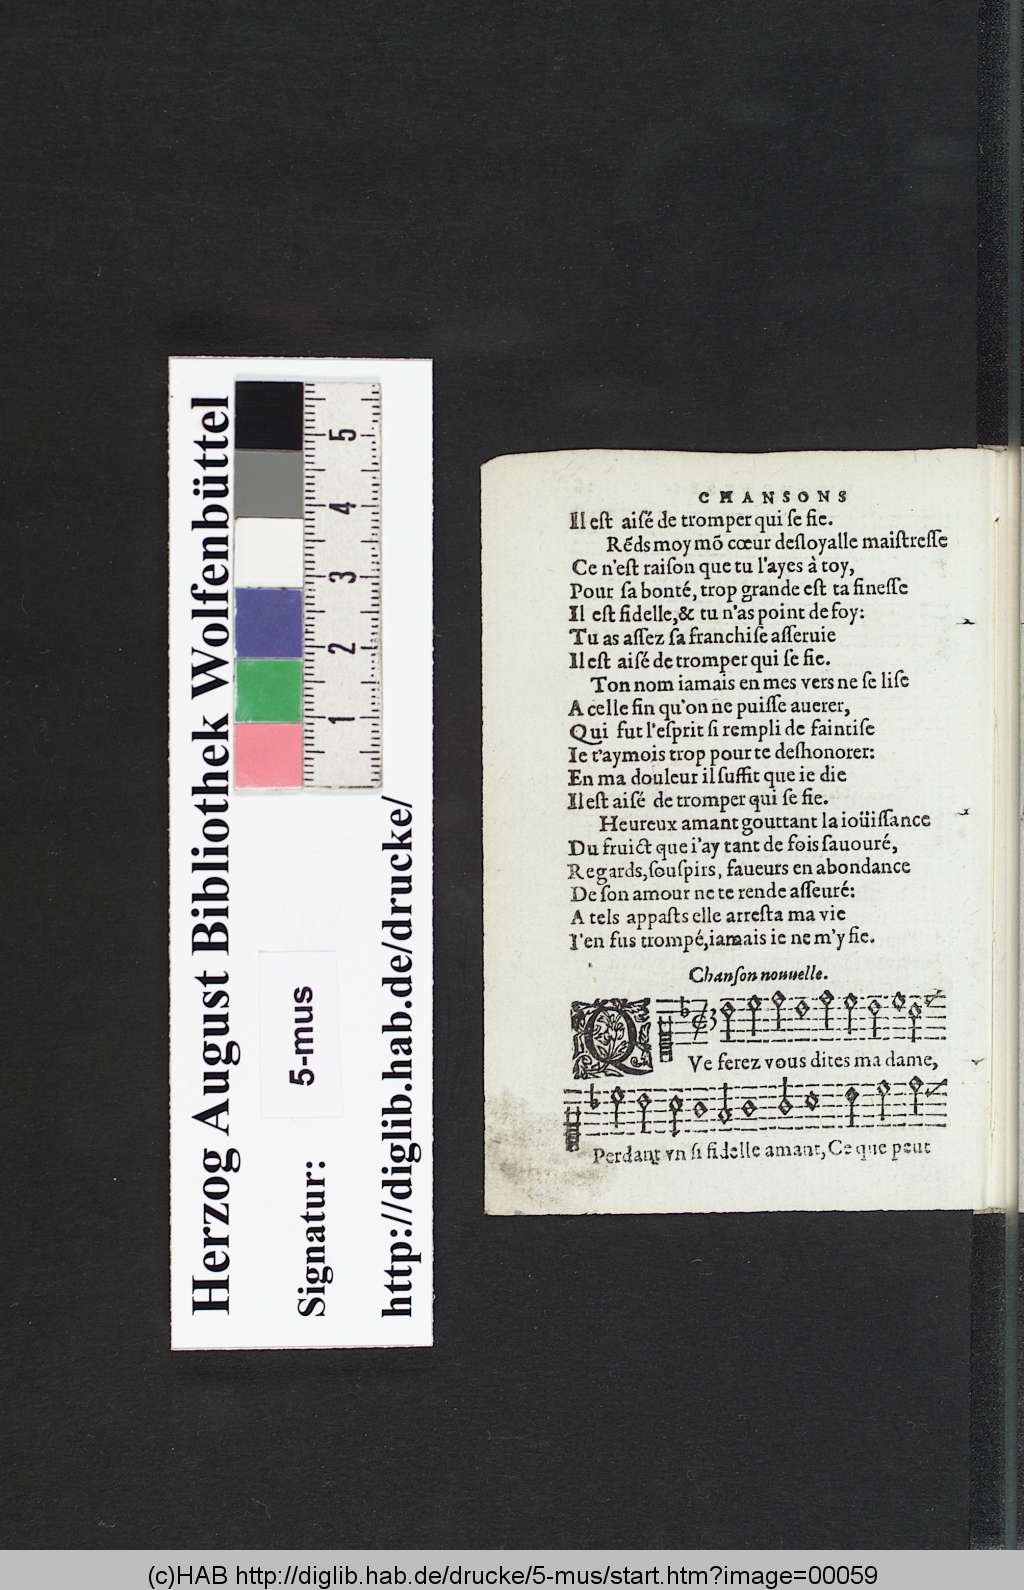 Herzog August Bibliothek Wolfenbüttel
Signatur: 5-mus
http://diglib.hab.de/drucke/
1 2 3 4 5
CHANSONS
Il est aisé de tromper qui se fie.
Rẽds moy mõ cœur desloyalle maistresse
Ce n'est raison que tu l'ayes à toy,
Pour sa bonté, trop grande est ta finesse
Il est fidelle,& tu n'as point de foy:
Tu as assez sa franchise asseruie
Il est aisé de tromper qui se fie.
Ton nom iamais en mes vers ne se lise
A celle fin qu'on ne puisse auerer,
Qui fut l'esprit si rempli de faintise
Ie t'aymois trop pour te deshonorer:
En ma douleur il suffit que ie die
Il est aisé de tromper qui se fie.
Heureux amant gouttant la ioüissance
Du fruict que i'ay tant de fois sauouré,
Regards,souspirs, faueurs en abondance
De son amour ne te rende asseuré:
A tels appasts elle arresta ma vie
I'en fus trompé,iamais ie ne m'y fie.
Chanson nouuelle.
QVe ferez vous dites ma dame,
Perdant vn si fidelle amant, Ce que peut
(c)HAB http://diglib.hab.de/drucke/5-mus/start.htm?image=00059